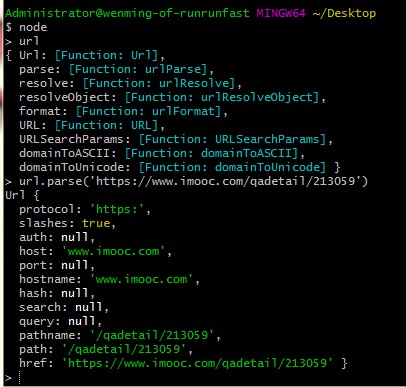 Administrator@wenming-of-runrunfast MINGW64 ~/Desktop
$ node
> url
{ Url: [Function: Url],
  parse: [Function: urlParse],
  resolve: [Function: urlResolve],
  resolveObject: [Function: urlResolveObject],
  format: [Function: urlFormat],
  URL: [Function: URL],
  URLSearchParams: [Function: URLSearchParams],
  domainToASCII: [Function: domainToASCII],
  domainToUnicode: [Function: domainToUnicode] }
> url.parse('https://www.imooc.com/qadetail/213059')
Url {
  protocol: 'https:',
  slashes: true,
  auth: null,
  host: 'www.imooc.com',
  port: null,
  hostname: 'www.imooc.com',
  hash: null,
  search: null,
  query: null,
  pathname: '/qadetail/213059',
  path: '/qadetail/213059',
  href: 'https://www.imooc.com/qadetail/213059' }
>